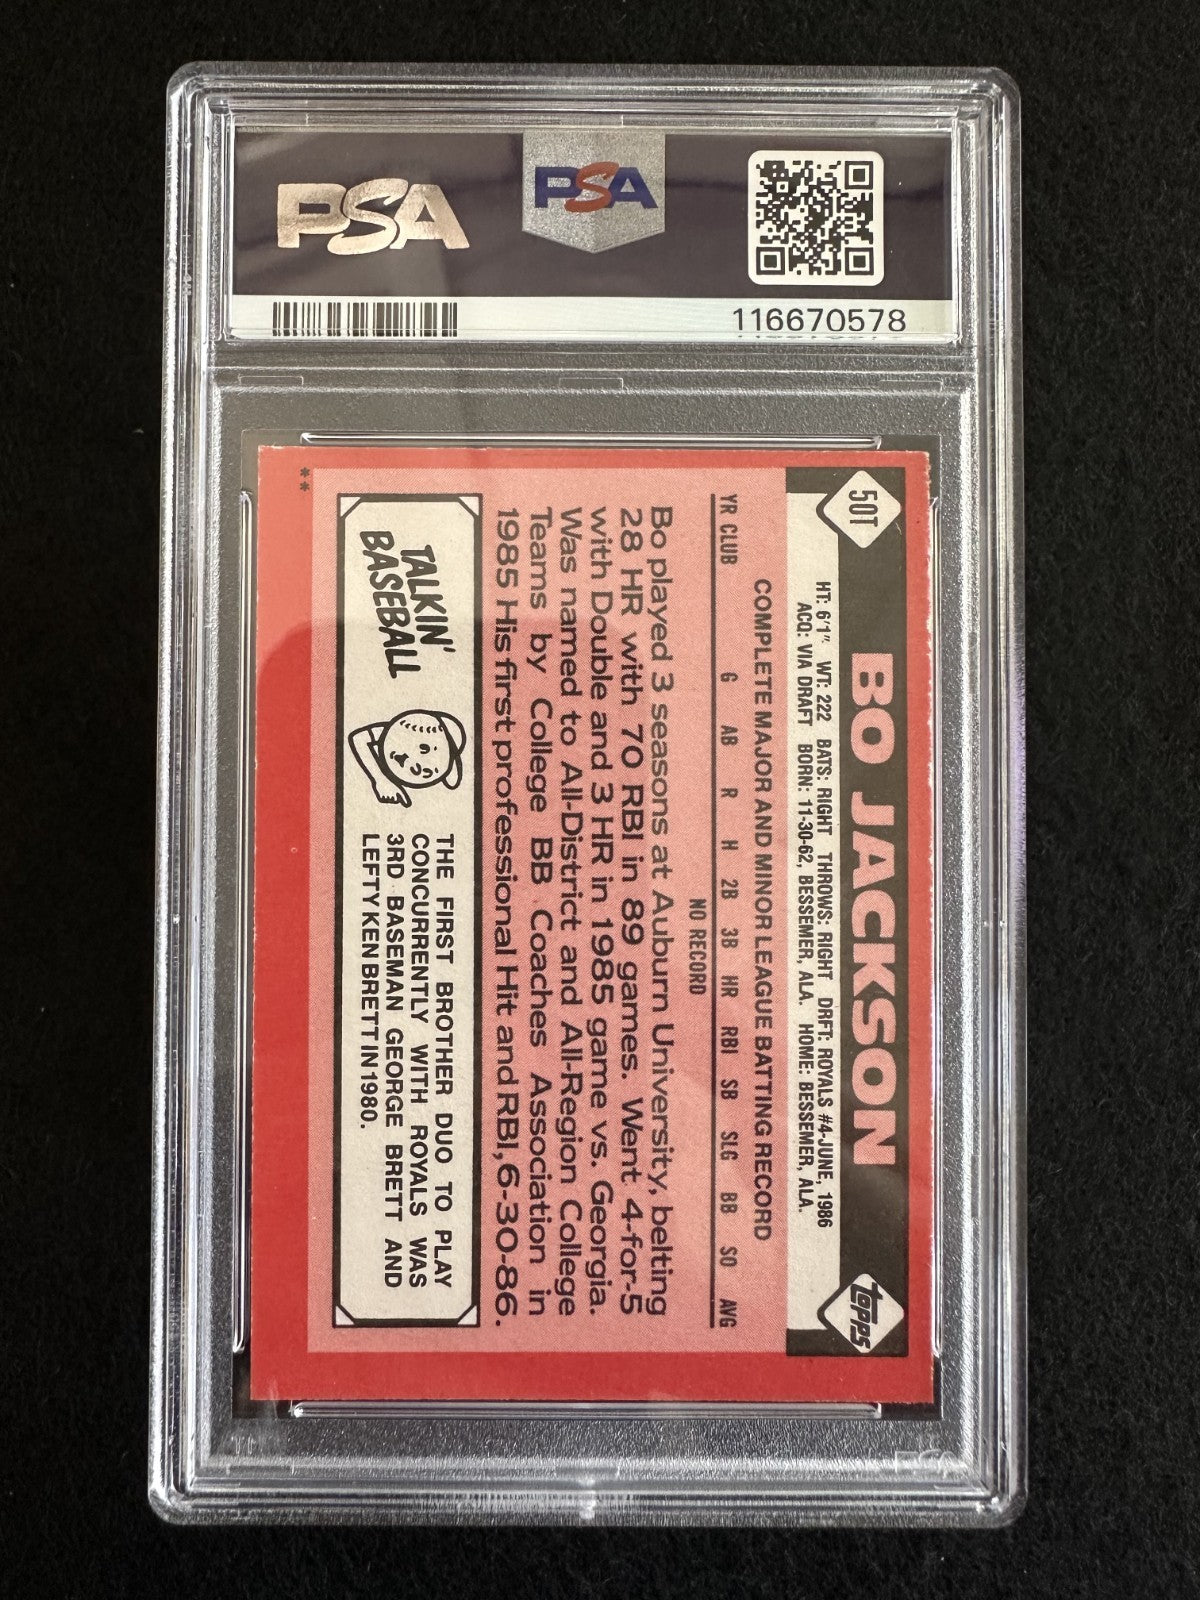 PSA
PSA
116670578
50T
BO JACKSON
topps
HT: 6'1" WT: 222 BATS: RIGHT THROWS: RIGHT DRFT: ROYALS #4-JUNE, 1986
ACQ: VIA DRAFT BORN: 11-30-62, BESSEMER, ALA. HOME: BESSEMER, ALA.
COMPLETE MAJOR AND MINOR LEAGUE BATTING RECORD
YR CLUB G AB R H 2B 3B HR RBI SB SLG BB SO AVG
NO RECORD
Bo played 3 seasons at Auburn University, belting
28 HR with 70 RBI in 89 games. Went 4-for-5
with Double and 3 HR in 1985 game vs. Georgia.
Was named to All-District and All-Region College
Teams by College BB Coaches Association in
1985 His first professional Hit and RBI, 6-30-86.
TALKIN'
BASEBALL
THE FIRST BROTHER DUO TO PLAY
CONCURRENTLY WITH ROYALS WAS
3RD BASEMAN GEORGE BRETT AND
LEFTY KEN BRETT IN 1980.
**